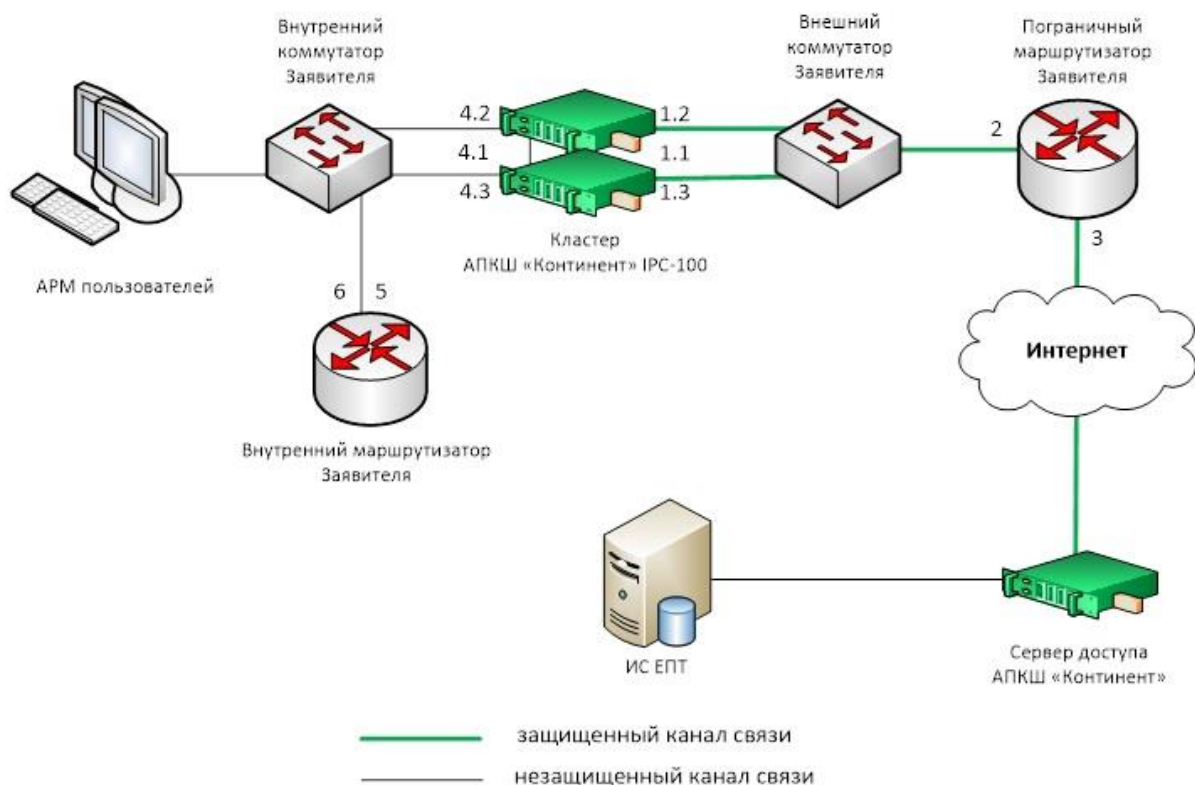 Внутренний
коммутатор
Заявителя
Внешний
коммутатор
Заявителя
Пограничный
маршрутизатор
Заявителя
4.2
1.2
2
4.1
1.1
4.3
1.3
3
Кластер
АПКШ «Континент» IPC-100
АРМ пользователей
6
5
Интернет
Внутренний маршрутизатор
Заявителя
ИС ЕПТ
Сервер доступа
АПКШ «Континент»
защищенный канал связи
незащищенный канал связи